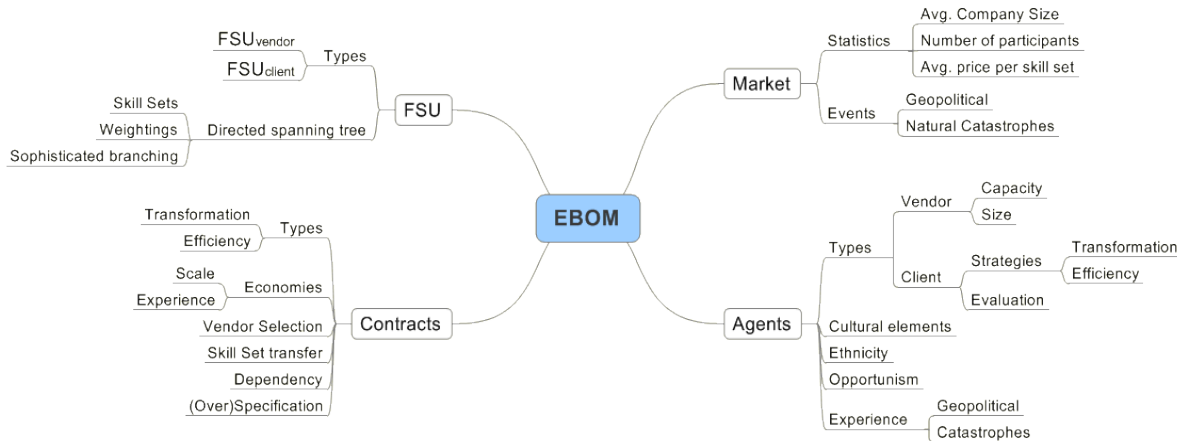 EBOM
FSU
Types
FSUvendor
FSUclient
Directed spanning tree
Skill Sets
Weightings
Sophisticated branching
Contracts
Types
Transformation
Efficiency
Economies
Scale
Experience
Vendor Selection
Skill Set transfer
Dependency
(Over)Specification
Market
Statistics
Avg. Company Size
Number of participants
Avg. price per skill set
Events
Geopolitical
Natural Catastrophes
Agents
Types
Vendor
Capacity
Size
Client
Strategies
Transformation
Efficiency
Evaluation
Cultural elements
Ethnicity
Opportunism
Experience
Geopolitical
Catastrophes